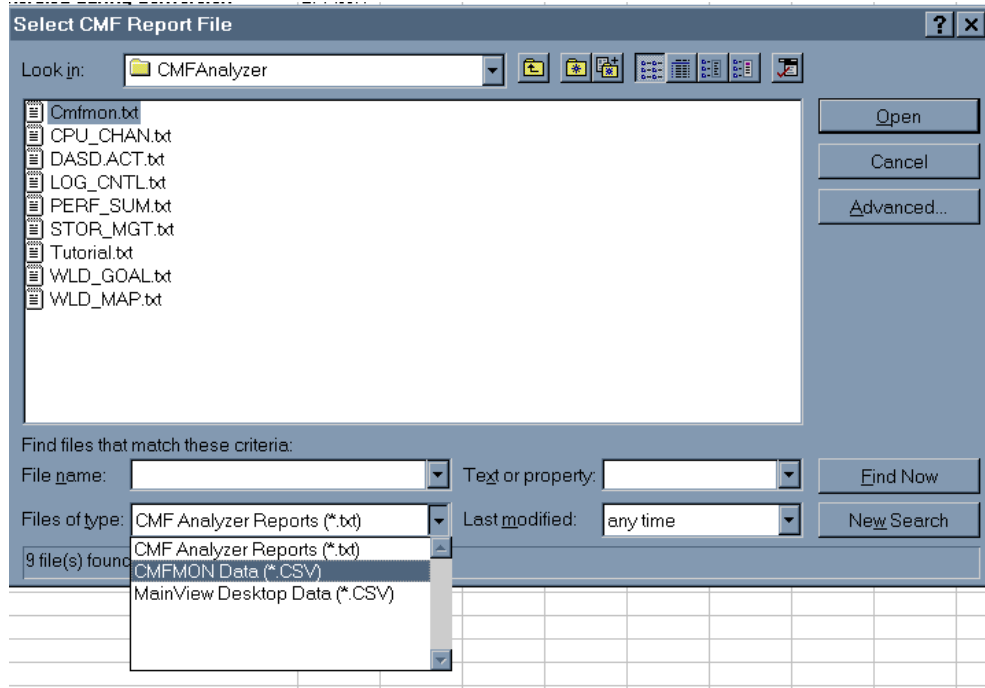 Select CMF Report File
Look in: CMFAnalyzer
Cmfmon.txt
CPU_CHAN.txt
DASD.ACT.txt
LOG_CNTL.txt
PERF_SUM.txt
STOR_MGT.txt
Tutorial.txt
WLD_GOAL.txt
WLD_MAP.txt
Open
Cancel
Advanced...
Find files that match these criteria:
File name: Text or property: Find Now
Files of type: CMF Analyzer Reports (*.txt) Last modified: any time New Search
9 file(s) found
CMF Analyzer Reports (*.txt)
CMFMON Data (*.CSV)
MainView Desktop Data (*.CSV)